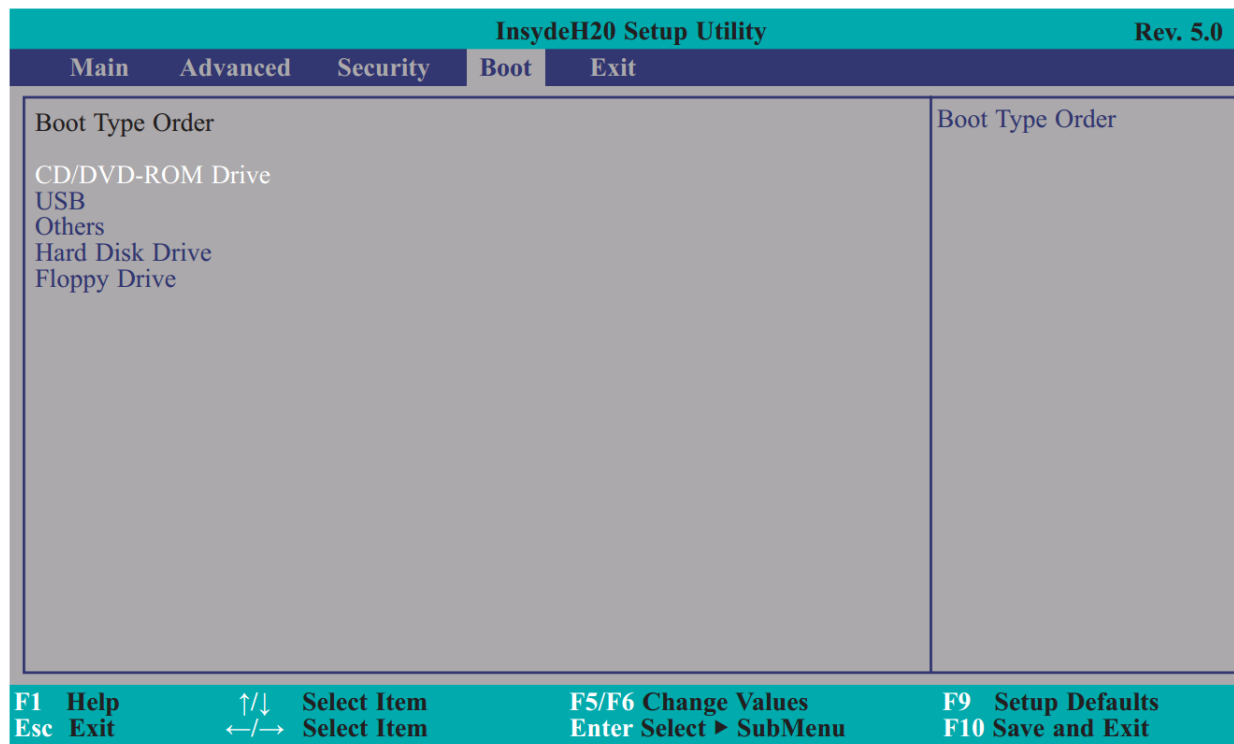 InsydeH20 Setup Utility Rev. 5.0
Main Advanced Security Boot Exit
Boot Type Order
CD/DVD-ROM Drive
USB
Others
Hard Disk Drive
Floppy Drive
Boot Type Order
F1 Help ↑/↓ Select Item F5/F6 Change Values F9 Setup Defaults
Esc Exit ←/→ Select Item Enter Select ▶ SubMenu F10 Save and Exit